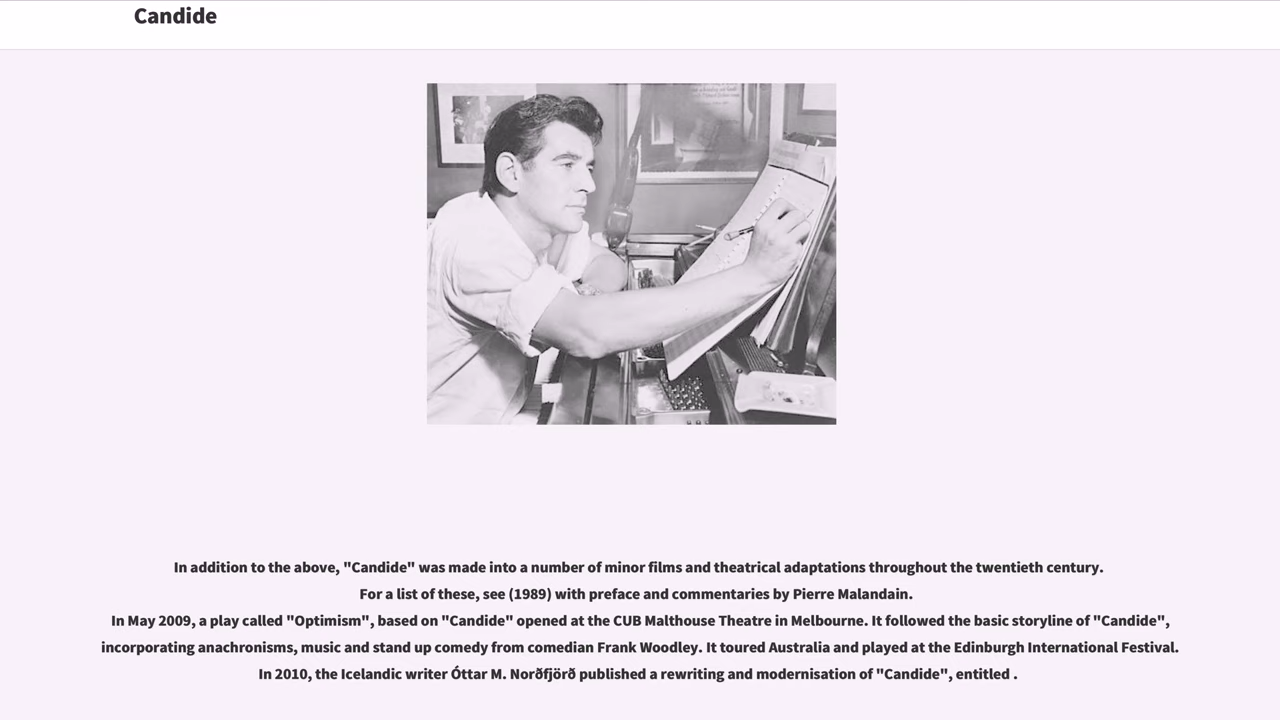 Candide
In addition to the above, "Candide" was made into a number of minor films and theatrical adaptations throughout the twentieth century.
For a list of these, see (1989) with preface and commentaries by Pierre Malandain.
In May 2009, a play called "Optimism", based on "Candide" opened at the CUB Malthouse Theatre in Melbourne. It followed the basic storyline of "Candide",
incorporating anachronisms, music and stand up comedy from comedian Frank Woodley. It toured Australia and played at the Edinburgh International Festival.
In 2010, the Icelandic writer Óttar M. Norðfjörð published a rewriting and modernisation of "Candide", entitled .